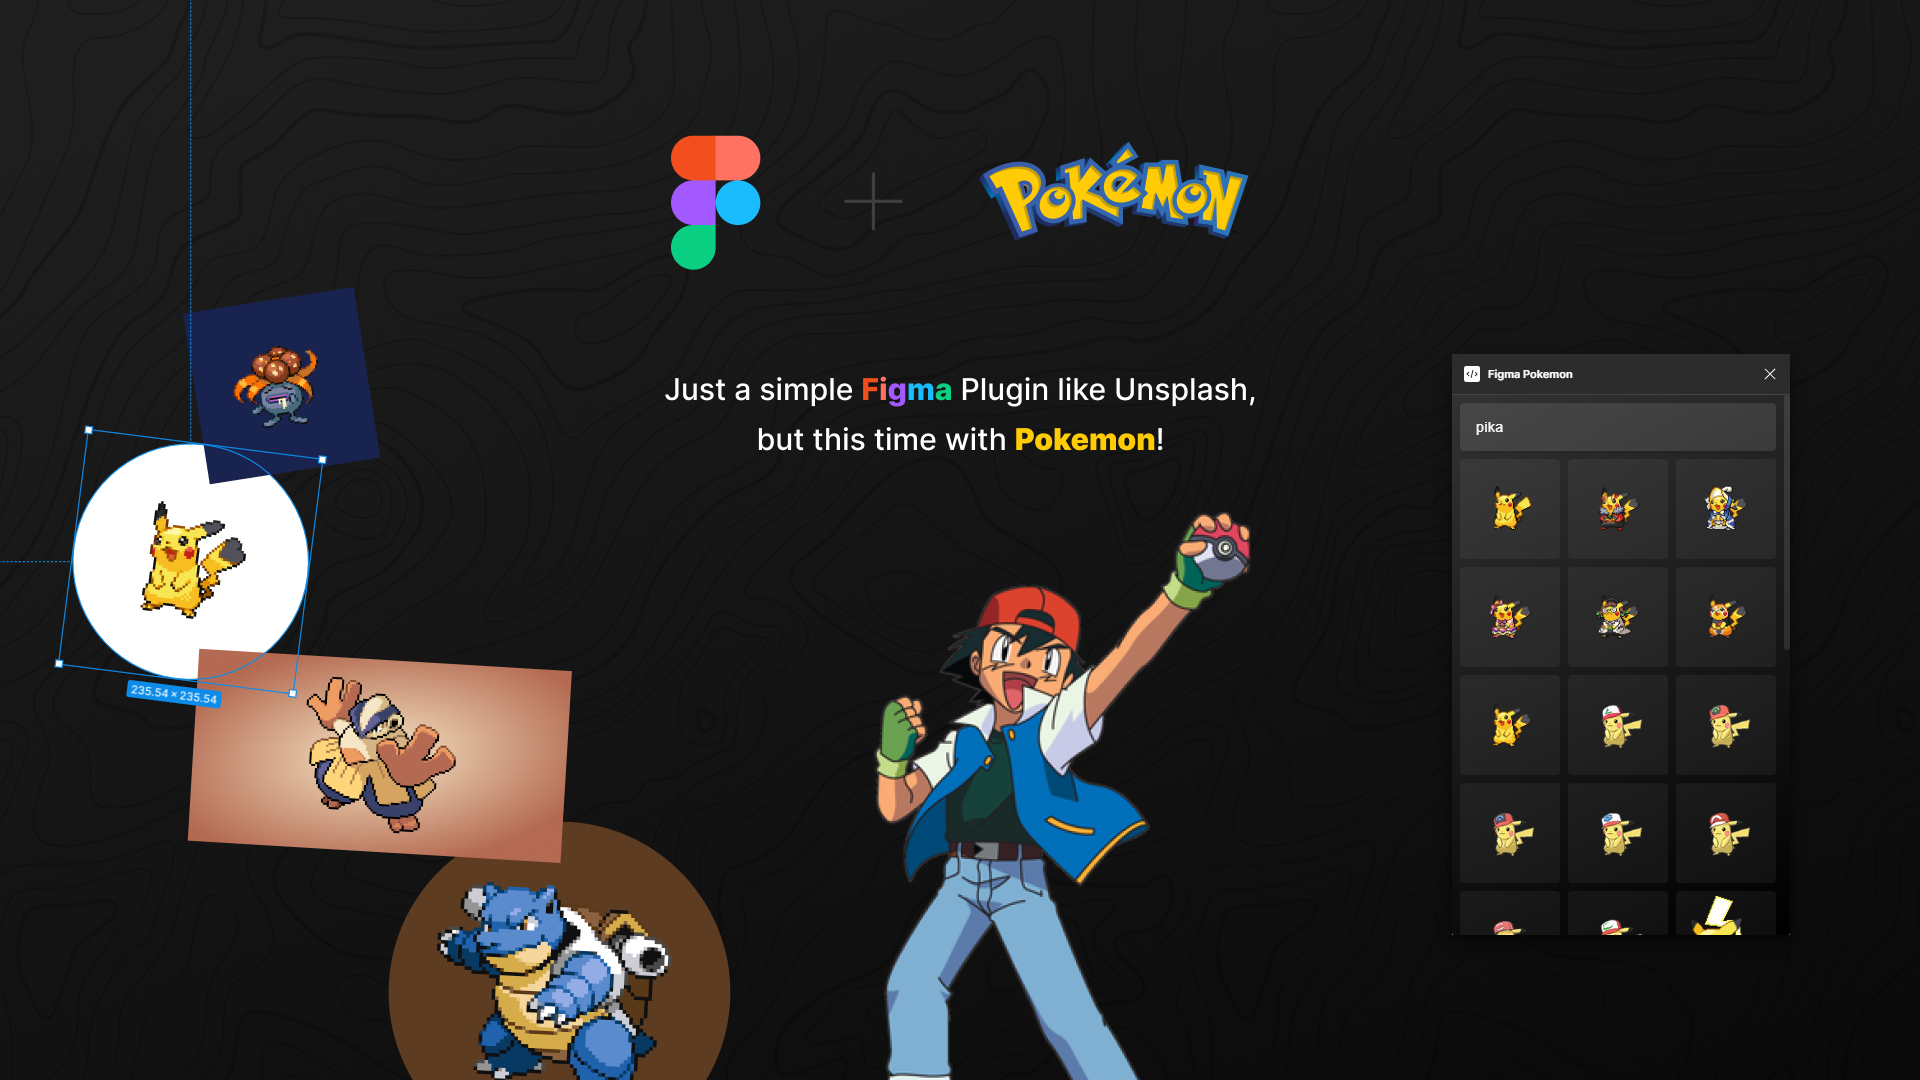 POKéMON
Just a simple Figma Plugin like Unsplash,
but this time with Pokemon!
Figma Pokemon
pika
235.54 × 235.54